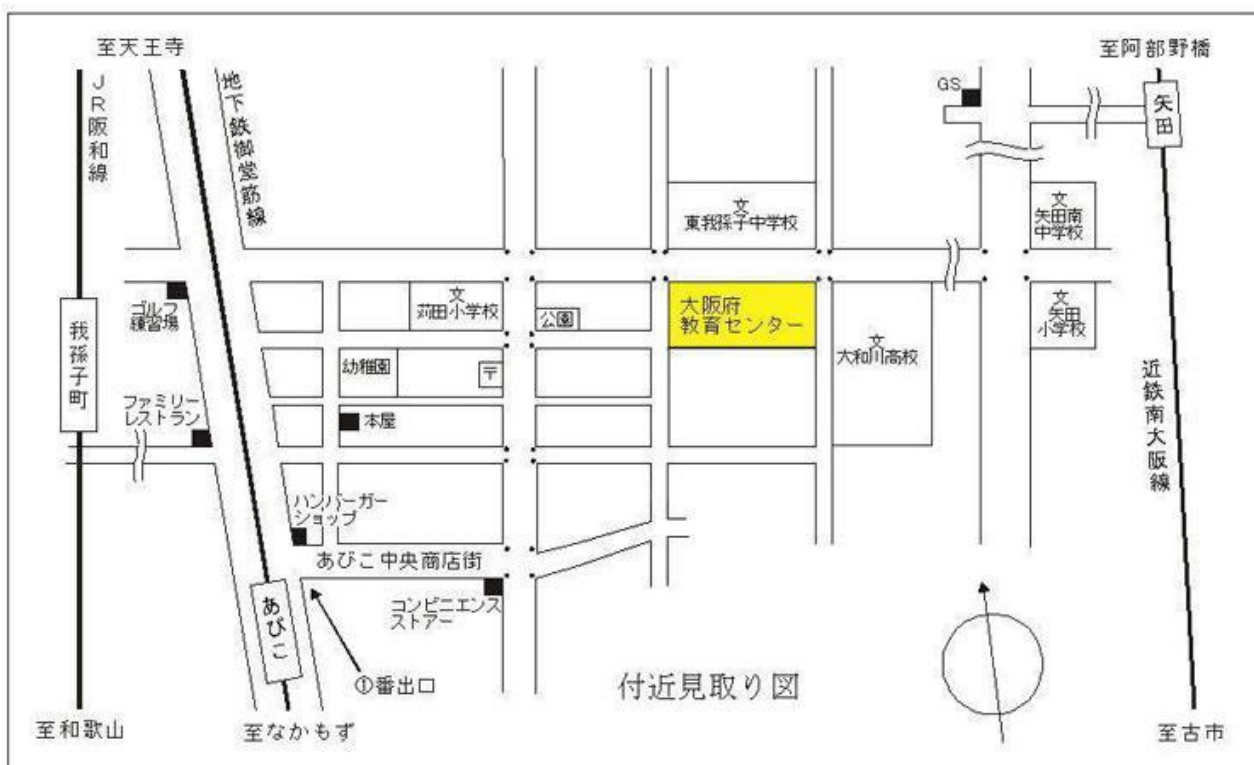 至天王寺
至阿部野橋
JR阪和線
地下鉄御堂筋線
GS
矢田
文
東我孫子中学校
文
矢田南
中学校
ゴルフ
練習場
文
苅田小学校
公園
大阪府
教育センター
文
矢田
小学校
我孫子町
幼稚園
〒
文
大和川高校
近鉄南大阪線
ファミリー
レストラン
本屋
ハンバーガー
ショップ
あびこ中央商店街
あびこ
コンビニエンス
ストアー
①番出口
付近見取り図
至和歌山
至なかもず
至古市